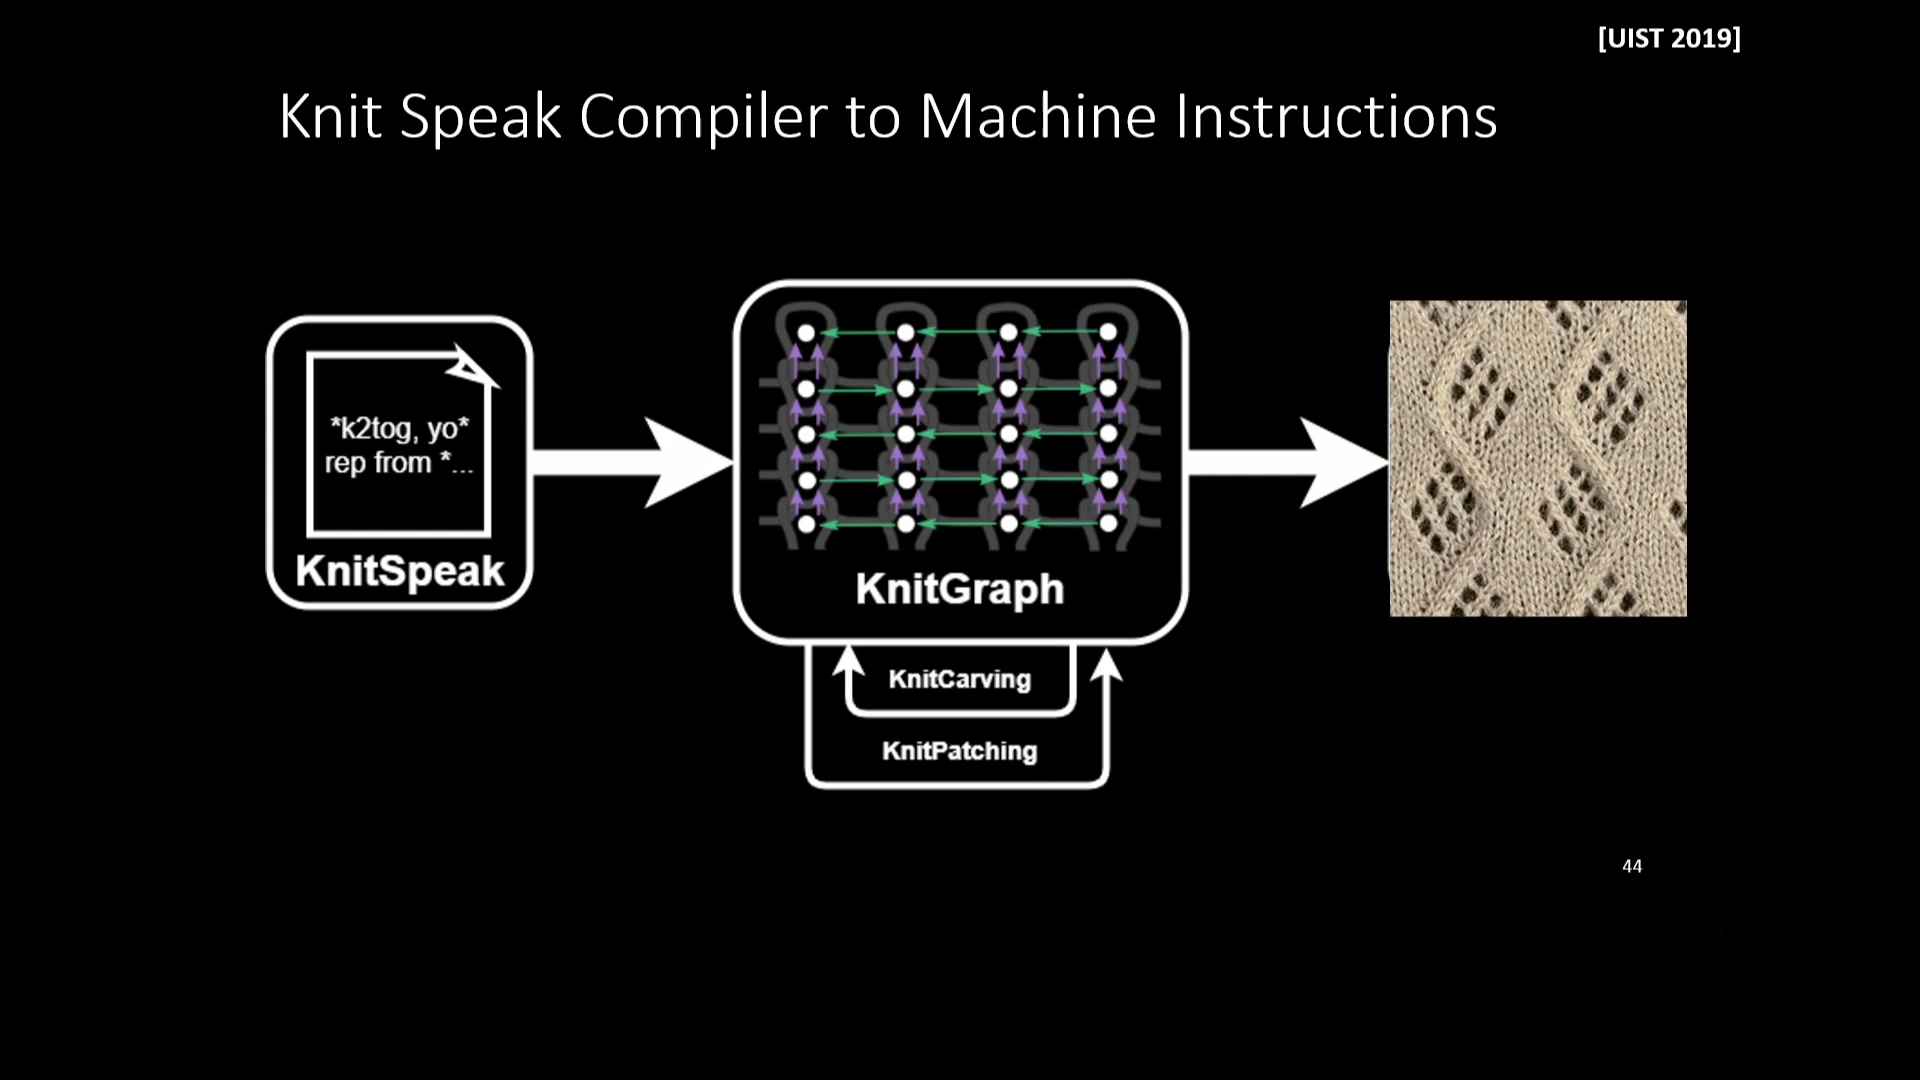 [UIST 2019]
Knit Speak Compiler to Machine Instructions
*k2tog, yo*
rep from *...
KnitSpeak
KnitGraph
KnitCarving
KnitPatching
44